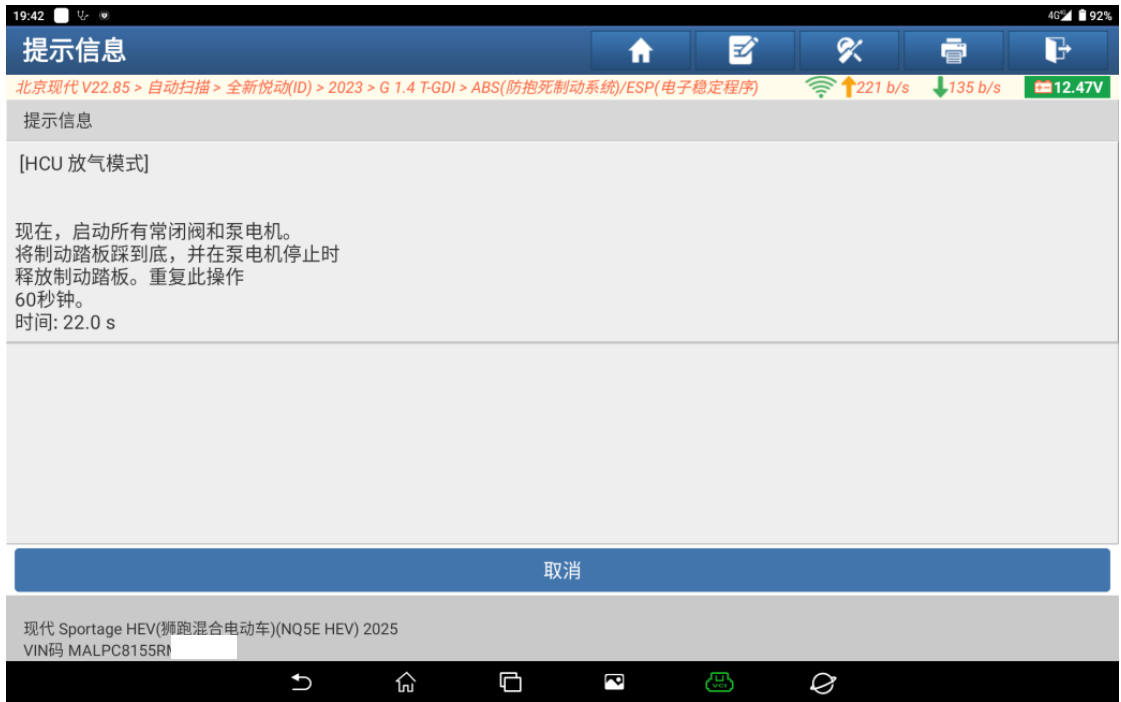 19:42
4G 92%
提示信息
北京现代 V22.85 > 自动扫描 > 全新悦动(ID) > 2023 > G 1.4 T-GDI > ABS(防抱死制动系统)/ESP(电子稳定程序)
221 b/s
135 b/s
12.47V
提示信息
[HCU 放气模式]
现在，启动所有常闭阀和泵电机。
将制动踏板踩到底，并在泵电机停止时
释放制动踏板。重复此操作
60秒钟。
时间: 22.0 s
取消
现代 Sportage HEV(狮跑混合电动车)(NQ5E HEV) 2025
VIN码 MALPC8155R
VCI